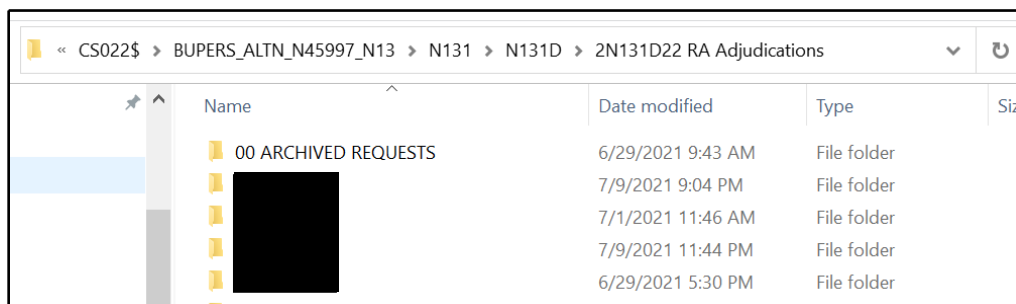 « CS022$ > BUPERS_ALTN_N45997_N13 > N131 > N131D > 2N131D22 RA Adjudications
Name Date modified Type
00 ARCHIVED REQUESTS 6/29/2021 9:43 AM File folder
7/9/2021 9:04 PM File folder
7/1/2021 11:46 AM File folder
7/9/2021 11:44 PM File folder
6/29/2021 5:30 PM File folder